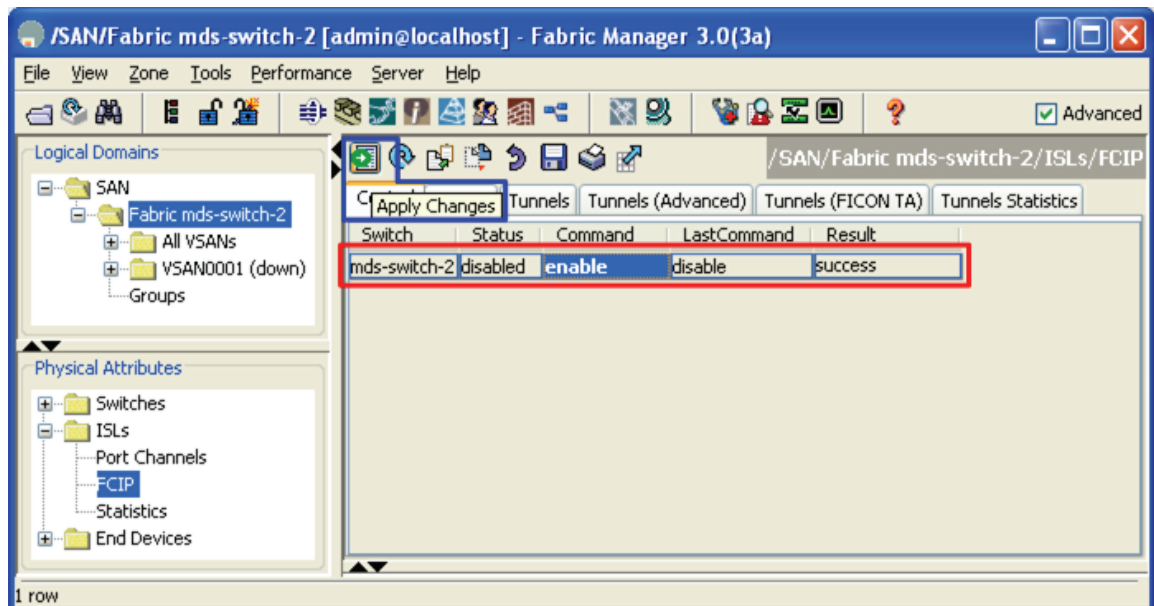 /SAN/Fabric mds-switch-2 [admin@localhost] - Fabric Manager 3.0(3a)
File View Zone Tools Performance Server Help
Advanced
Logical Domains
SAN
Fabric mds-switch-2
All VSANs
VSAN0001 (down)
Groups
Physical Attributes
Switches
ISLs
Port Channels
FCIP
Statistics
End Devices
/SAN/Fabric mds-switch-2/ISLs/FCIP
Tunnels Tunnels (Advanced) Tunnels (FICON TA) Tunnels Statistics
Apply Changes
Switch Status Command LastCommand Result
mds-switch-2 disabled enable disable success
1 row